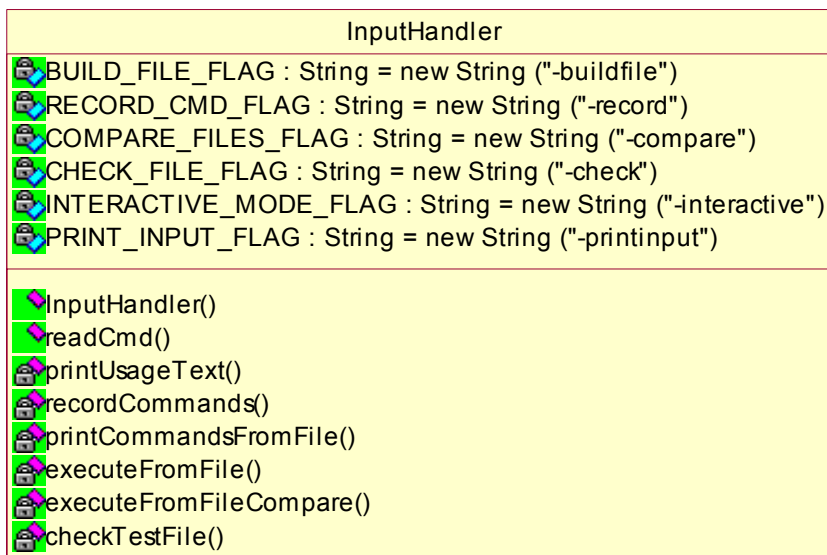 InputHandler
BUILD_FILE_FLAG : String = new String ("-buildfile")
RECORD_CMD_FLAG : String = new String ("-record")
COMPARE_FILES_FLAG : String = new String ("-compare")
CHECK_FILE_FLAG : String = new String ("-check")
INTERACTIVE_MODE_FLAG : String = new String ("-interactive")
PRINT_INPUT_FLAG : String = new String ("-printinput")
InputHandler()
readCmd()
printUsageText()
recordCommands()
printCommandsFromFile()
executeFromFile()
executeFromFileCompare()
checkTestFile()